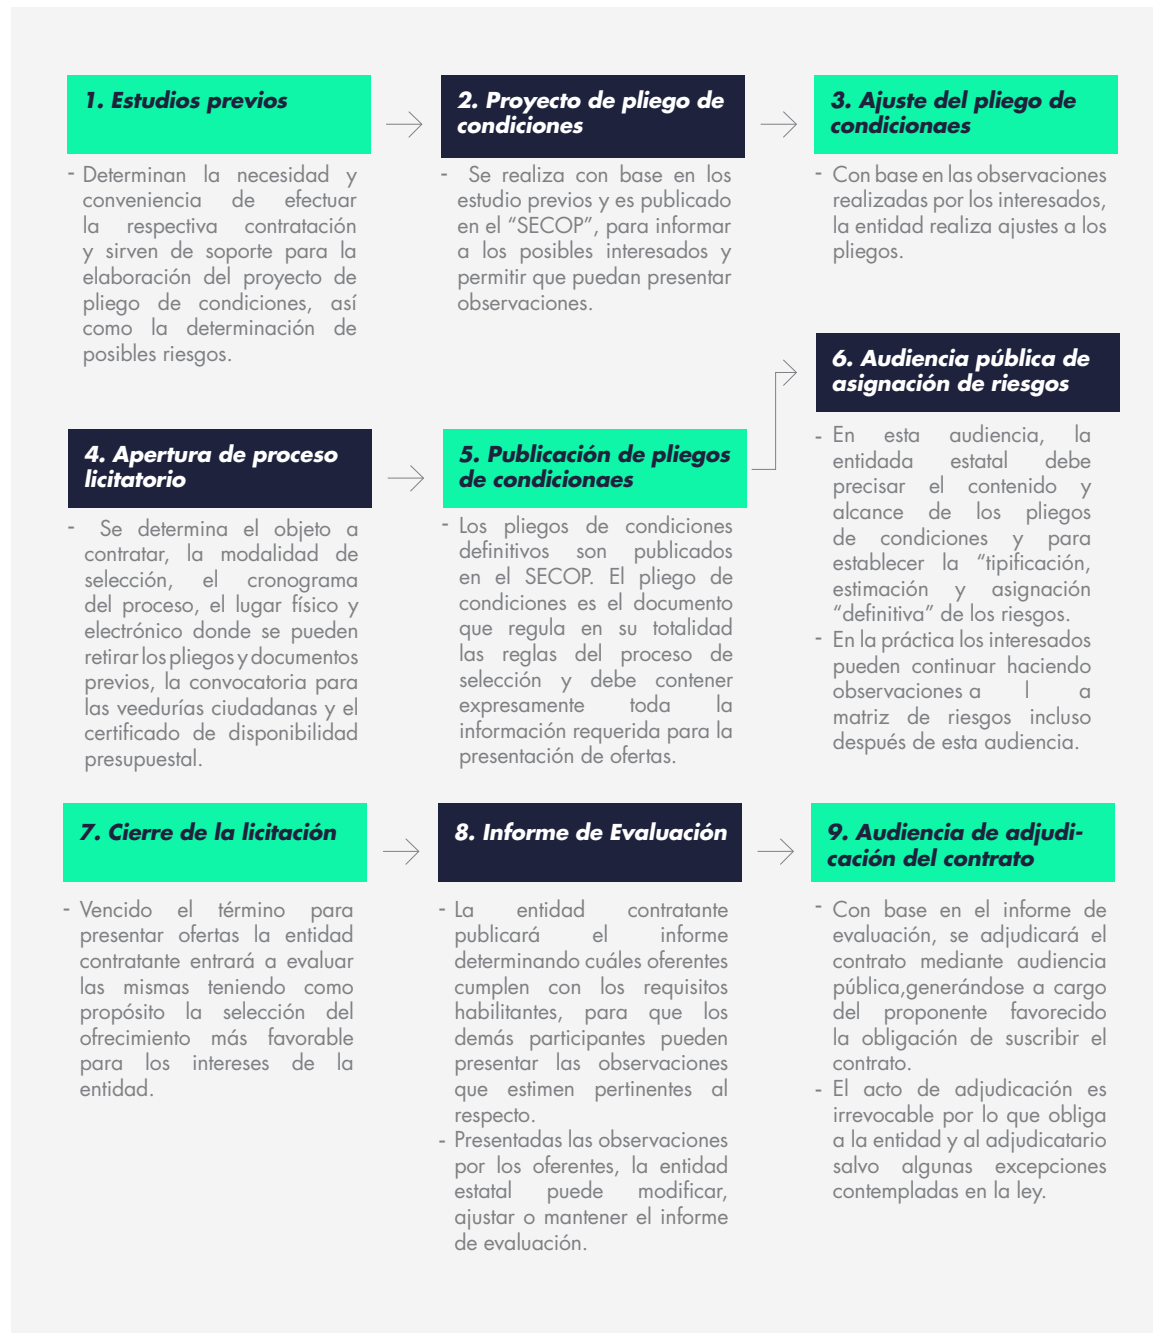 1. Estudios previos
- Determinan la necesidad y
conveniencia de efectuar
la respectiva contratación
y sirven de soporte para la
elaboración del proyecto de
pliego de condiciones, así
como la determinación de
posibles riesgos.
2. Proyecto de pliego de
condiciones
- Se realiza con base en los
estudio previos y es publicado
en el “SECOP”, para informar
a los posibles interesados y
permitir que puedan presentar
observaciones.
3. Ajuste del pliego de
condicionaes
- Con base en las observaciones
realizadas por los interesados,
la entidad realiza ajustes a los
pliegos.
4. Apertura de proceso
licitatorio
- Se determina el objeto a
contratar, la modalidad de
selección, el cronograma
del proceso, el lugar físico y
electrónico donde se pueden
retirar los pliegos y documentos
previos, la convocatoria para
las veedurías ciudadanas y el
certificado de disponibilidad
presupuestal.
5. Publicación de pliegos
de condicionaes
- Los pliegos de condiciones
definitivos son publicados
en el SECOP. El pliego de
condiciones es el documento
que regula en su totalidad
las reglas del proceso de
selección y debe contener
expresamente toda la
información requerida para la
presentación de ofertas.
6. Audiencia pública de
asignación de riesgos
- En esta audiencia, la
entidada estatal debe
precisar el contenido y
alcance de los pliegos
de condiciones y para
establecer la “tipificación,
estimación y asignación
“definitiva” de los riesgos.
- En la práctica los interesados
pueden continuar haciendo
observaciones a l a
matriz de riesgos incluso
después de esta audiencia.
7. Cierre de la licitación
- Vencido el término para
presentar ofertas la entidad
contratante entrará a evaluar
las mismas teniendo como
propósito la selección del
ofrecimiento más favorable
para los intereses de la
entidad.
8. Informe de Evaluación
- La entidad contratante
publicará el informe
determinando cuáles oferentes
cumplen con los requisitos
habilitantes, para que los
demás participantes pueden
presentar las observaciones
que estimen pertinentes al
respecto.
- Presentadas las observaciones
por los oferentes, la entidad
estatal puede modificar,
ajustar o mantener el informe
de evaluación.
9. Audiencia de adjudi-
cación del contrato
- Con base en el informe de
evaluación, se adjudicará el
contrato mediante audiencia
pública,generándose a cargo
del proponente favorecido
la obligación de suscribir el
contrato.
- El acto de adjudicación es
irrevocable por lo que obliga
a la entidad y al adjudicatario
salvo algunas excepciones
contempladas en la ley.